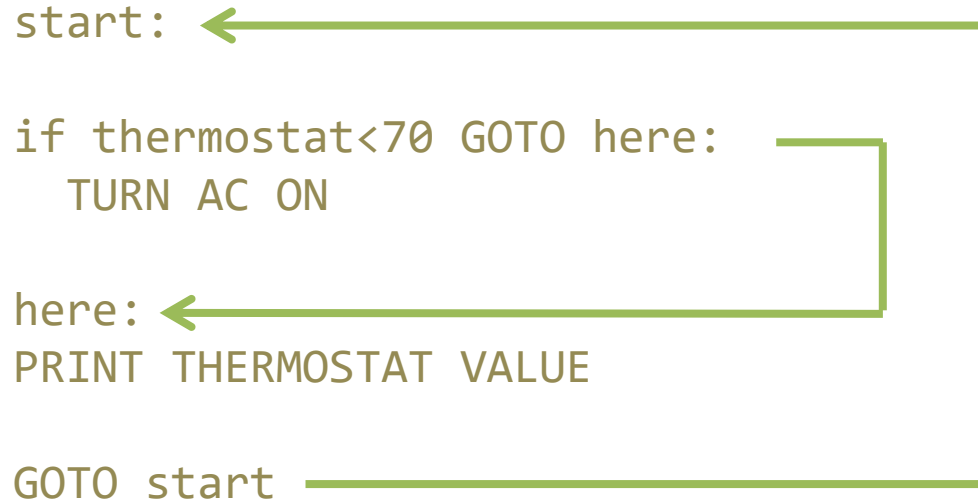 start:
if thermostat<70 GOTO here:
TURN AC ON
here:
PRINT THERMOSTAT VALUE
GOTO start